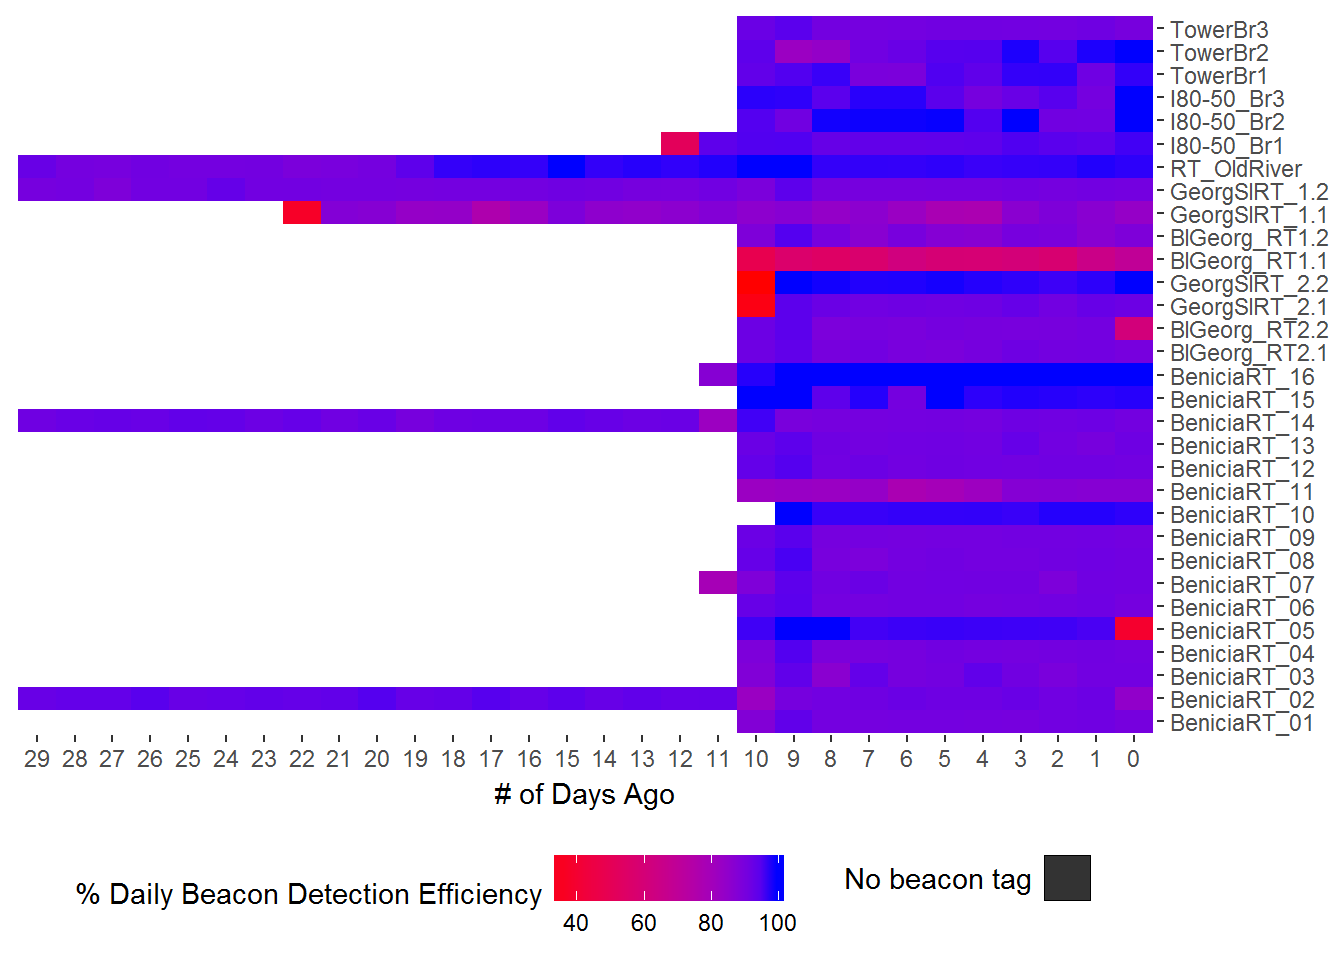 TowerBr3
TowerBr2
TowerBr1
I80-50_Br3
I80-50_Br2
I80-50_Br1
RT_OldRiver
GeorgSlRT_1.2
GeorgSlRT_1.1
BlGeorg_RT1.2
BlGeorg_RT1.1
GeorgSlRT_2.2
GeorgSlRT_2.1
BlGeorg_RT2.2
BlGeorg_RT2.1
BeniciaRT_16
BeniciaRT_15
BeniciaRT_14
BeniciaRT_13
BeniciaRT_12
BeniciaRT_11
BeniciaRT_10
BeniciaRT_09
BeniciaRT_08
BeniciaRT_07
BeniciaRT_06
BeniciaRT_05
BeniciaRT_04
BeniciaRT_03
BeniciaRT_02
BeniciaRT_01
29 28 27 26 25 24 23 22 21 20 19 18 17 16 15 14 13 12 11 10 9 8 7 6 5 4 3 2 1 0
# of Days Ago
% Daily Beacon Detection Efficiency
40 60 80 100
No beacon tag